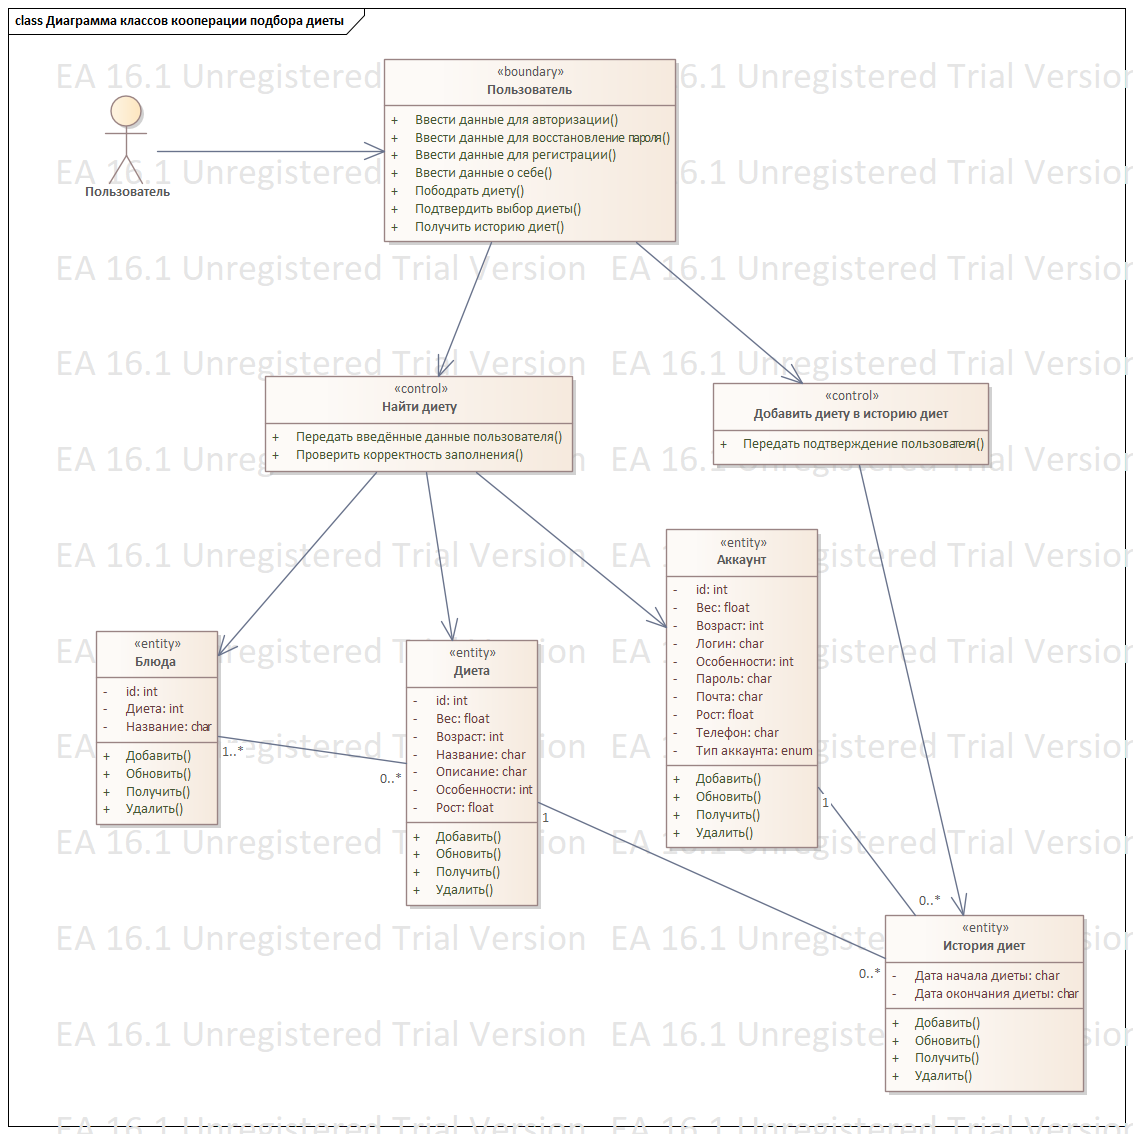 class Диаграмма классов кооперации подбора диеты
EA 16.1 Unregistered Trial Version
«boundary»
Пользователь
+ Ввести данные для авторизации()
+ Ввести данные для восстановление пароля()
+ Ввести данные для регистрации()
+ Ввести данные о себе()
+ Пободрать диету()
+ Подтвердить выбор диеты()
+ Получить историю диет()
Пользователь
«control»
Найти диету
+ Передать введённые данные пользователя()
+ Проверить корректность заполнения()
«control»
Добавить диету в историю диет
+ Передать подтверждение пользователя()
«entity»
Аккаунт
- id: int
- Вес: float
- Возраст: int
- Логин: char
- Особенности: int
- Пароль: char
- Почта: char
- Рост: float
- Телефон: char
- Тип аккаунта: enum
+ Добавить()
+ Обновить()
+ Получить()
+ Удалить()
«entity»
Блюда
- id: int
- Диета: int
- Название: char
+ Добавить()
+ Обновить()
+ Получить()
+ Удалить()
«entity»
Диета
- id: int
- Вес: float
- Возраст: int
- Название: char
- Описание: char
- Особенности: int
- Рост: float
+ Добавить()
+ Обновить()
+ Получить()
+ Удалить()
1..*
0..*
1
1
0..*
0..*
«entity»
История диет
- Дата начала диеты: char
- Дата окончания диеты: char
+ Добавить()
+ Обновить()
+ Получить()
+ Удалить()